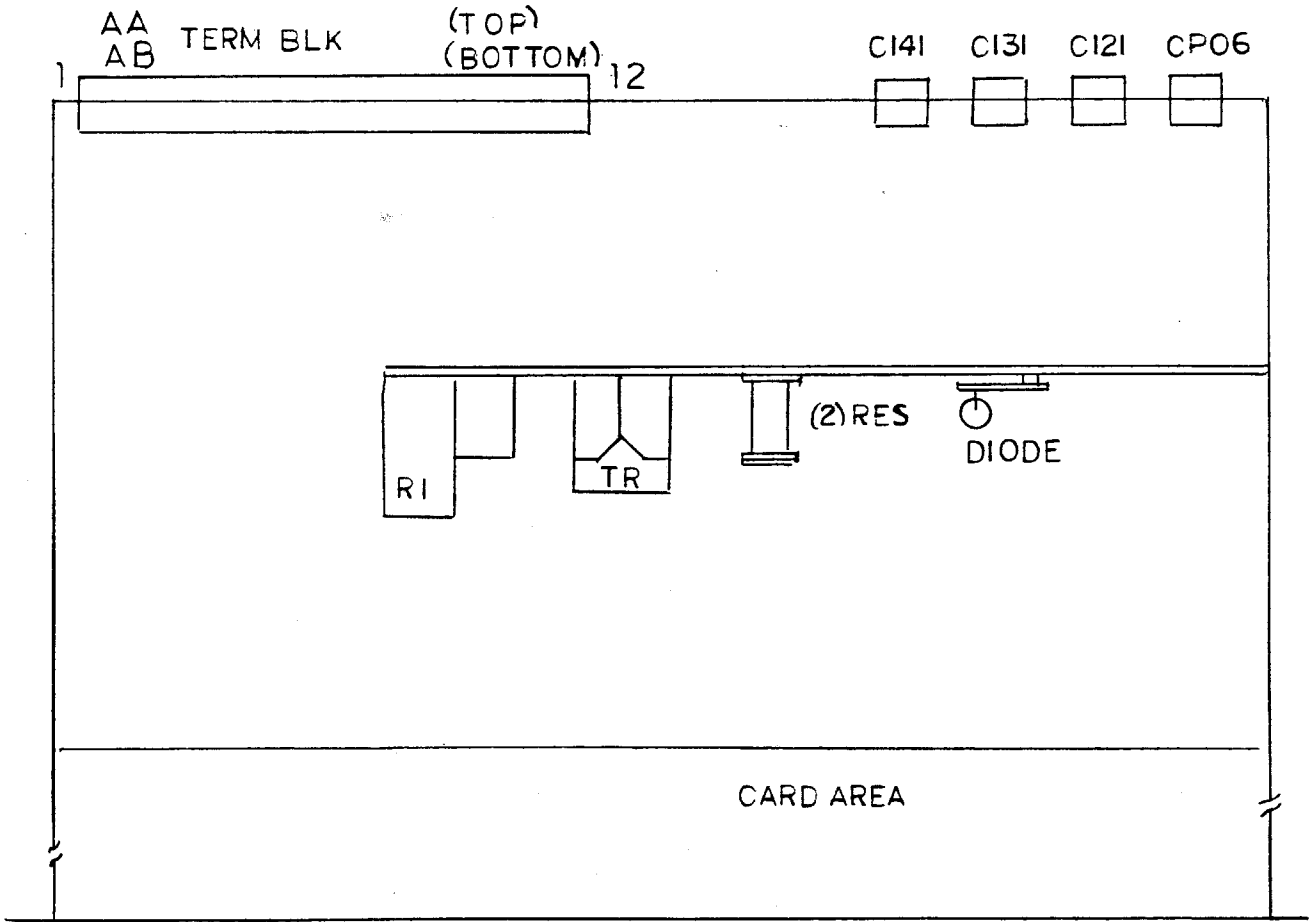 AA TERM BLK (TOP)
AB (BOTTOM)
1 12 C141 C131 C121 CP06
(2)RES
DIODE
R1
TR
CARD AREA